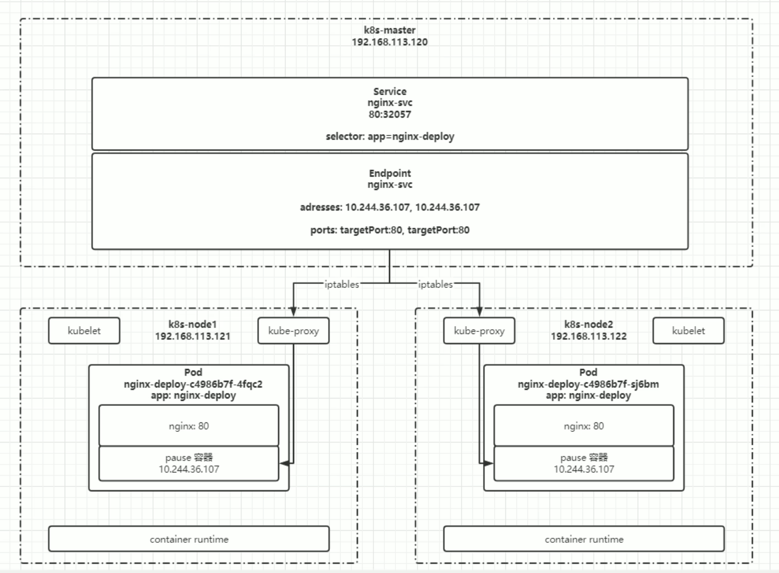 k8s-master
192.168.113.120
Service
nginx-svc
80:32057
selector: app=nginx-deploy
Endpoint
nginx-svc
adresses: 10.244.36.107, 10.244.36.107
ports: targetPort:80, targetPort:80
iptables
iptables
kubelet
k8s-node1
192.168.113.121
kube-proxy
Pod
nginx-deploy-c4986b7f-4fqc2
app: nginx-deploy
nginx: 80
pause 容器
10.244.36.107
container runtime
kube-proxy
k8s-node2
192.168.113.122
kubelet
Pod
nginx-deploy-c4986b7f-sj6bm
app: nginx-deploy
nginx: 80
pause 容器
10.244.36.107
container runtime